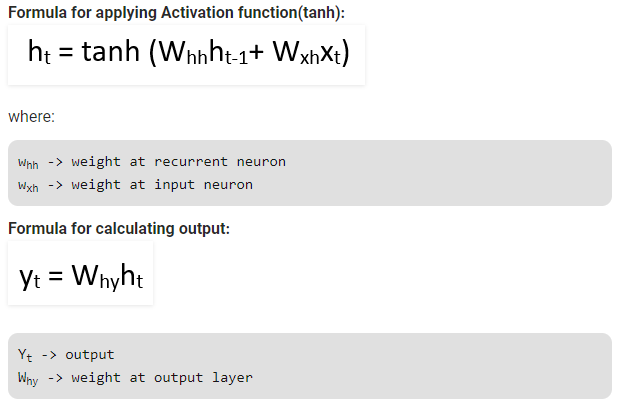 Formula for applying Activation function(tanh):
hₜ = tanh (Wₕₕhₜ₋₁+ WₓₕXₜ)
where:
Wₕₕ -> weight at recurrent neuron
Wₓₕ -> weight at input neuron
Formula for calculating output:
yₜ = Whyhₜ
Yₜ -> output
Why -> weight at output layer